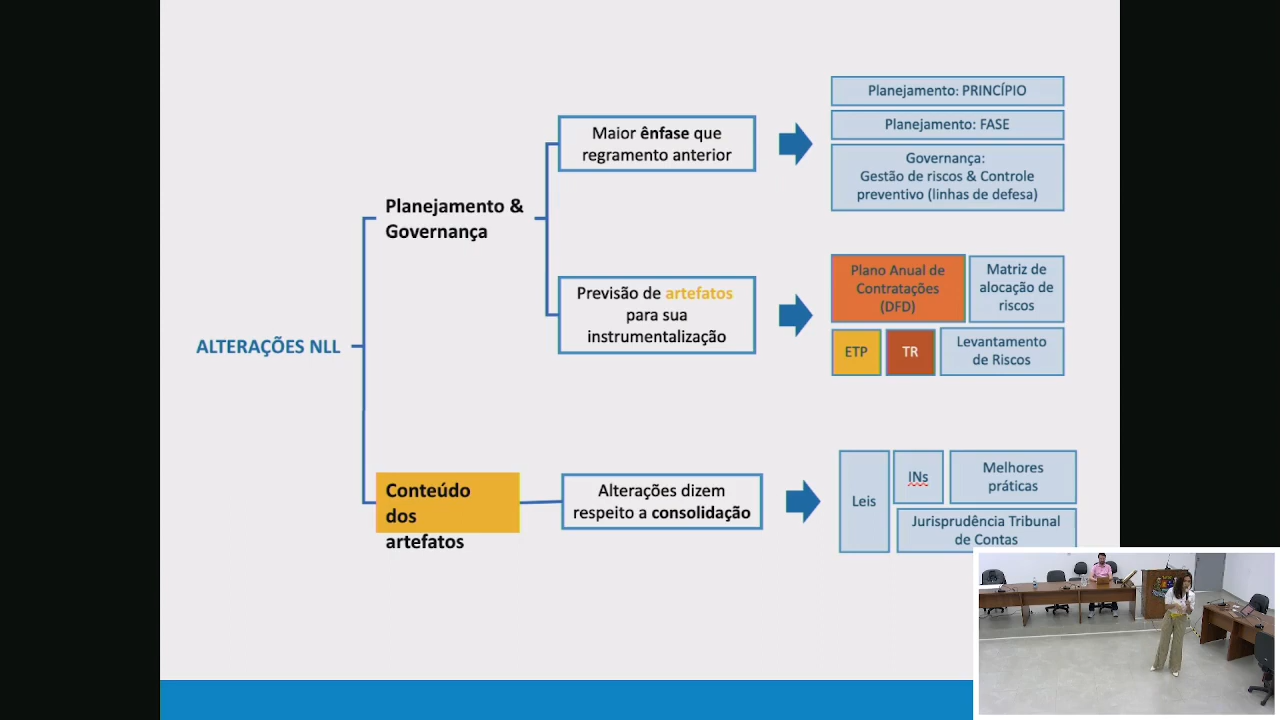 ALTERAÇÕES NLL
Planejamento &
Governança
Maior ênfase que
regramento anterior
Planejamento: PRINCÍPIO
Planejamento: FASE
Governança:
Gestão de riscos & Controle
preventivo (linhas de defesa)
Previsão de artefatos
para sua
instrumentalização
Plano Anual de
Contratações
(DFD)
Matriz de
alocação de
riscos
ETP
TR
Levantamento
de Riscos
Conteúdo
dos
artefatos
Alterações dizem
respeito a consolidação
Leis
INs
Melhores
práticas
Jurisprudência Tribunal
de Contas